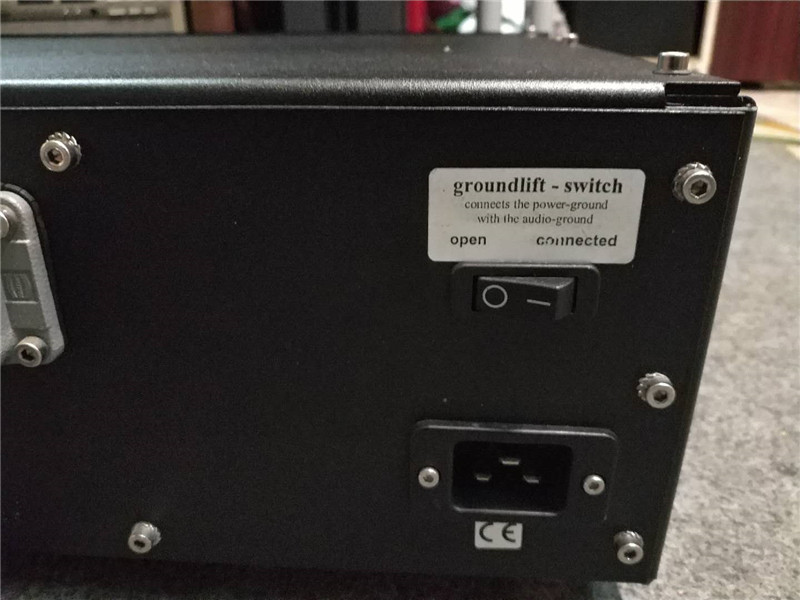 groundlift - switch
connects the power-ground
with the audio-ground
open connected
CE